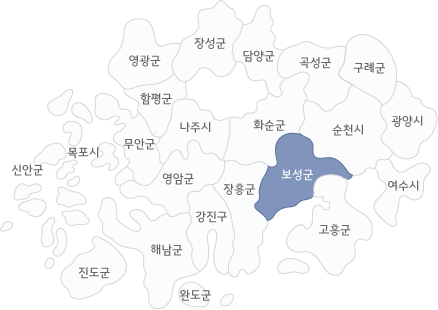 장성군
담양군
영광군
곡성군
구례군
함평군
나주시
화순군
순천시
광양시
무안군
목포시
신안군
영암군
장흥군
보성군
여수시
강진구
고흥군
해남군
진도군
완도군